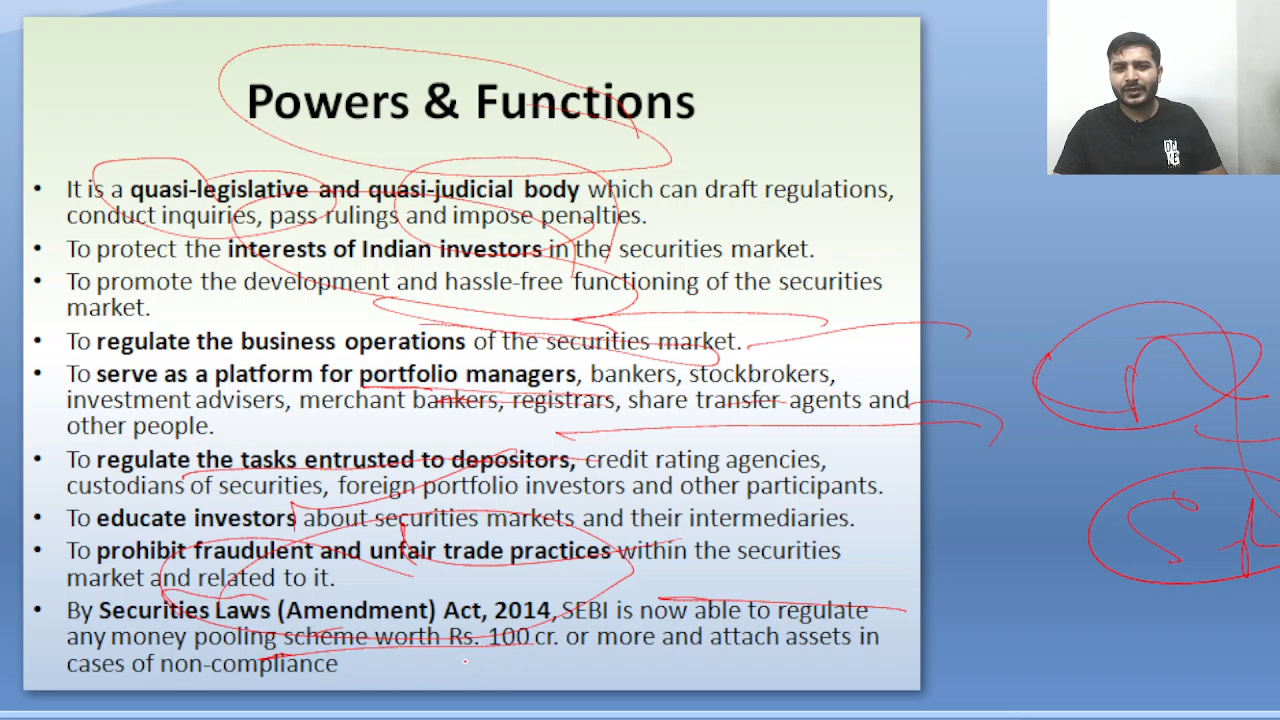 Powers & Functions
• It is a quasi-legislative and quasi-judicial body which can draft regulations,
conduct inquiries, pass rulings and impose penalties.
• To protect the interests of Indian investors in the securities market.
• To promote the development and hassle-free functioning of the securities
market.
• To regulate the business operations of the securities market.
• To serve as a platform for portfolio managers, bankers, stockbrokers,
investment advisers, merchant bankers, registrars, share transfer agents and
other people.
• To regulate the tasks entrusted to depositors, credit rating agencies,
custodians of securities, foreign portfolio investors and other participants.
• To educate investors about securities markets and their intermediaries.
• To prohibit fraudulent and unfair trade practices within the securities
market and related to it.
• By Securities Laws (Amendment) Act, 2014, SEBI is now able to regulate
any money pooling scheme worth Rs. 100 cr. or more and attach assets in
cases of non-compliance